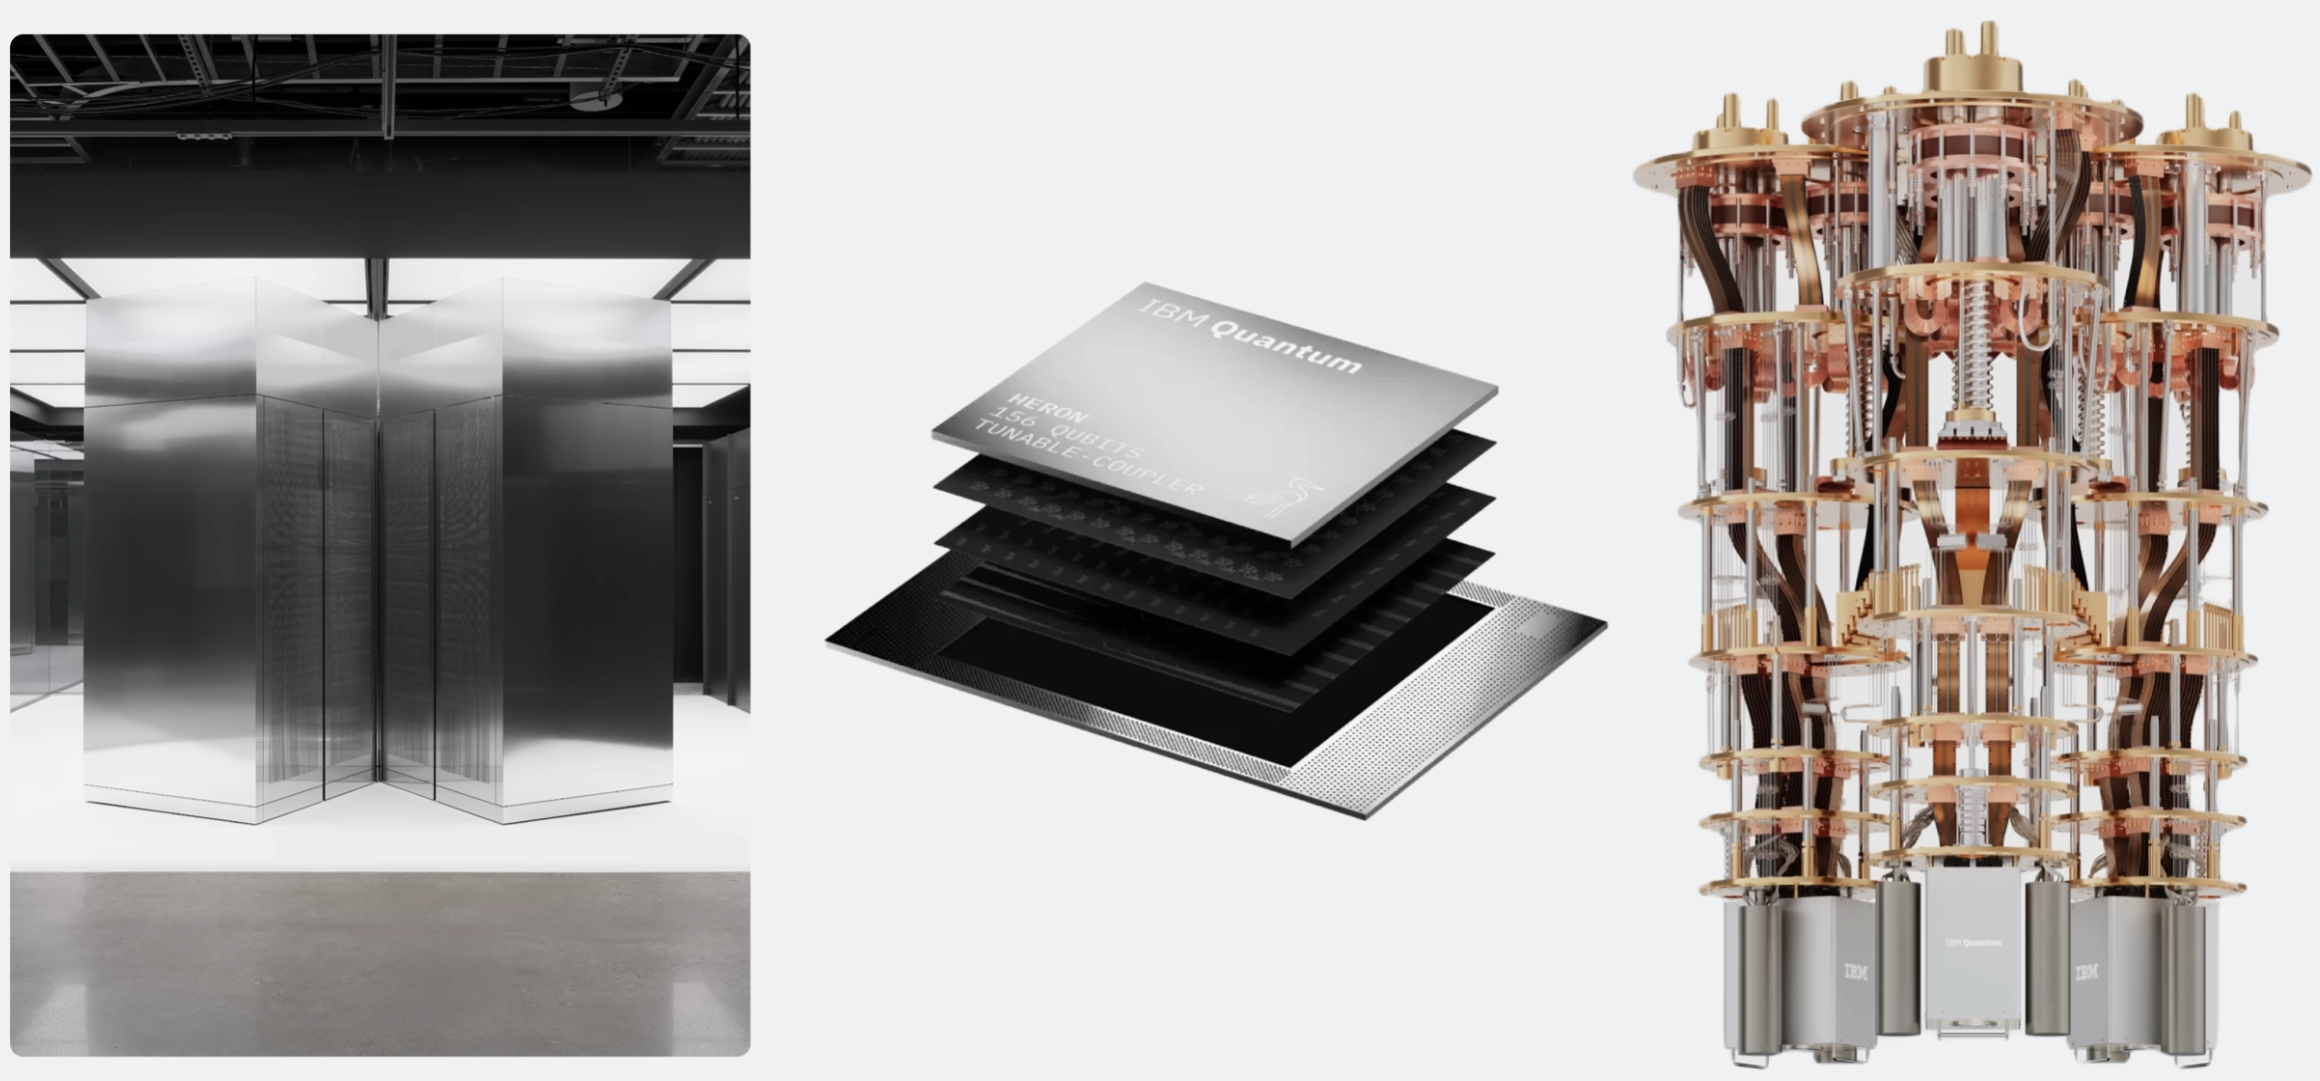 IBM Quantum
HERON
156 QUBITS
TUNABLE-COUPLER
IBM
IBM Quantum
IBM